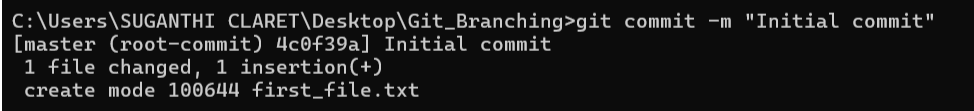 C:\Users\SUGANTHI CLARET\Desktop\Git_Branching>git commit -m "Initial commit"
[master (root-commit) 4c0f39a] Initial commit
 1 file changed, 1 insertion(+)
 create mode 100644 first_file.txt